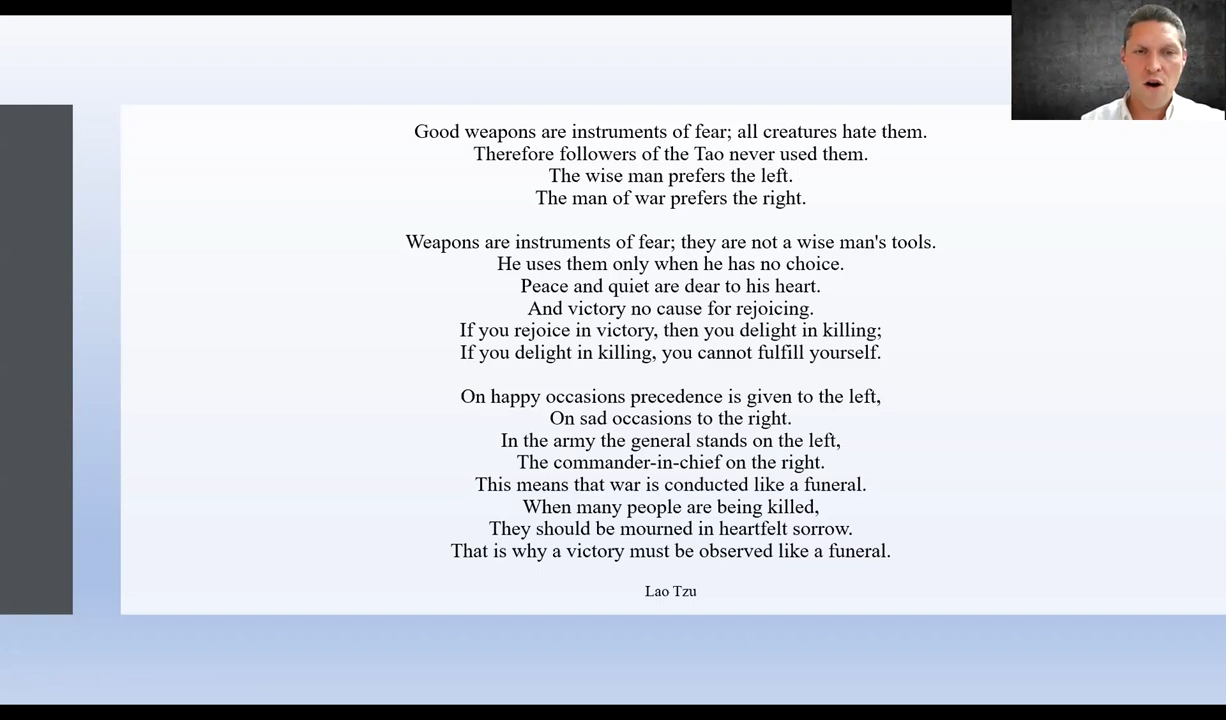 Good weapons are instruments of fear; all creatures hate them.
Therefore followers of the Tao never used them.
The wise man prefers the left.
The man of war prefers the right.
Weapons are instruments of fear; they are not a wise man's tools.
He uses them only when he has no choice.
Peace and quiet are dear to his heart.
And victory no cause for rejoicing.
If you rejoice in victory, then you delight in killing;
If you delight in killing, you cannot fulfill yourself.
On happy occasions precedence is given to the left,
On sad occasions to the right.
In the army the general stands on the left,
The commander-in-chief on the right.
This means that war is conducted like a funeral.
When many people are being killed,
They should be mourned in heartfelt sorrow.
That is why a victory must be observed like a funeral.
Lao Tzu